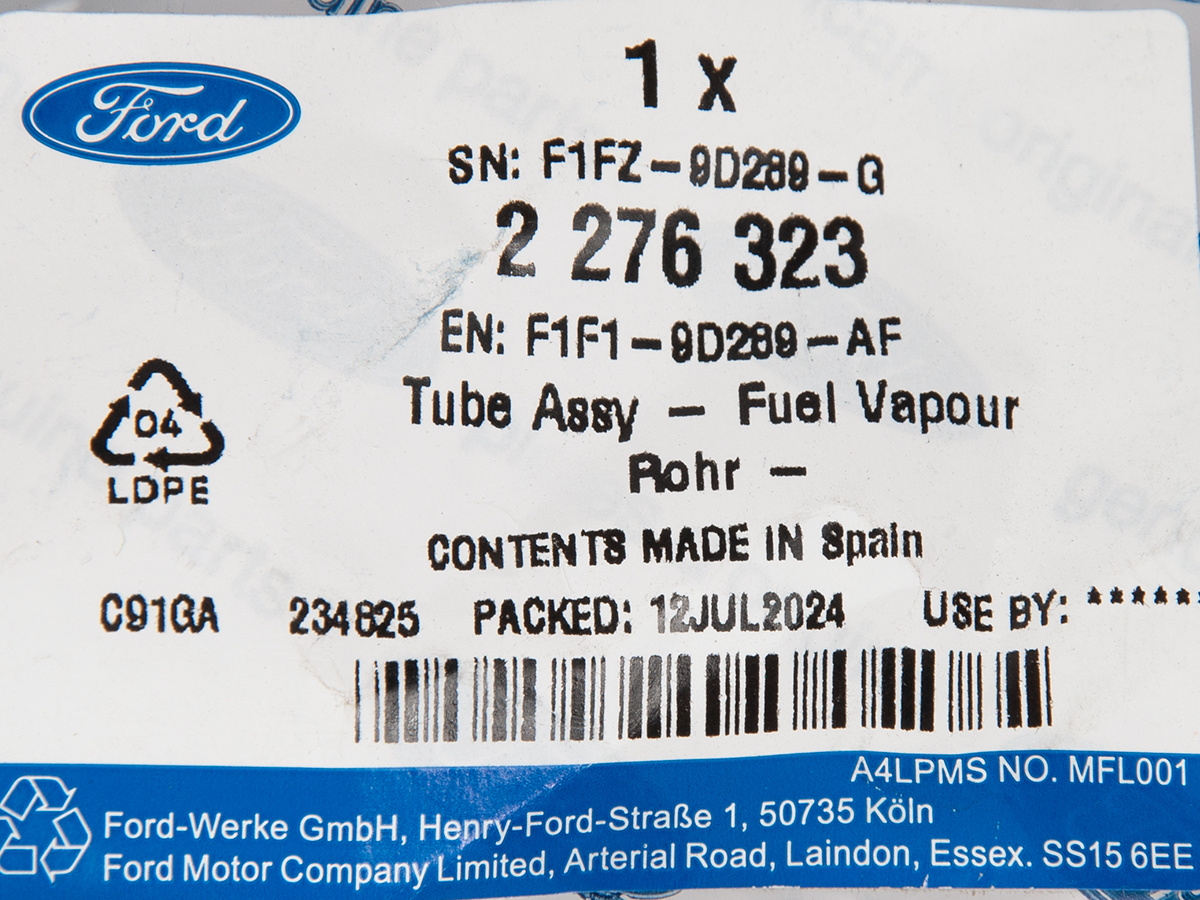 Ford
1 x
SN: F1FZ-9D289-G
2 276 323
EN: F1F1-9D289-AF
Tube Assy - Fuel Vapour
Rohr -
04
LDPE
CONTENTS MADE IN Spain
C91GA 234625 PACKED: 12JUL2024 USE BY: ******
A4LPMS NO. MFL001
Ford-Werke GmbH, Henry-Ford-Straße 1, 50735 Köln
Ford Motor Company Limited, Arterial Road, Laindon, Essex. SS15 6EE